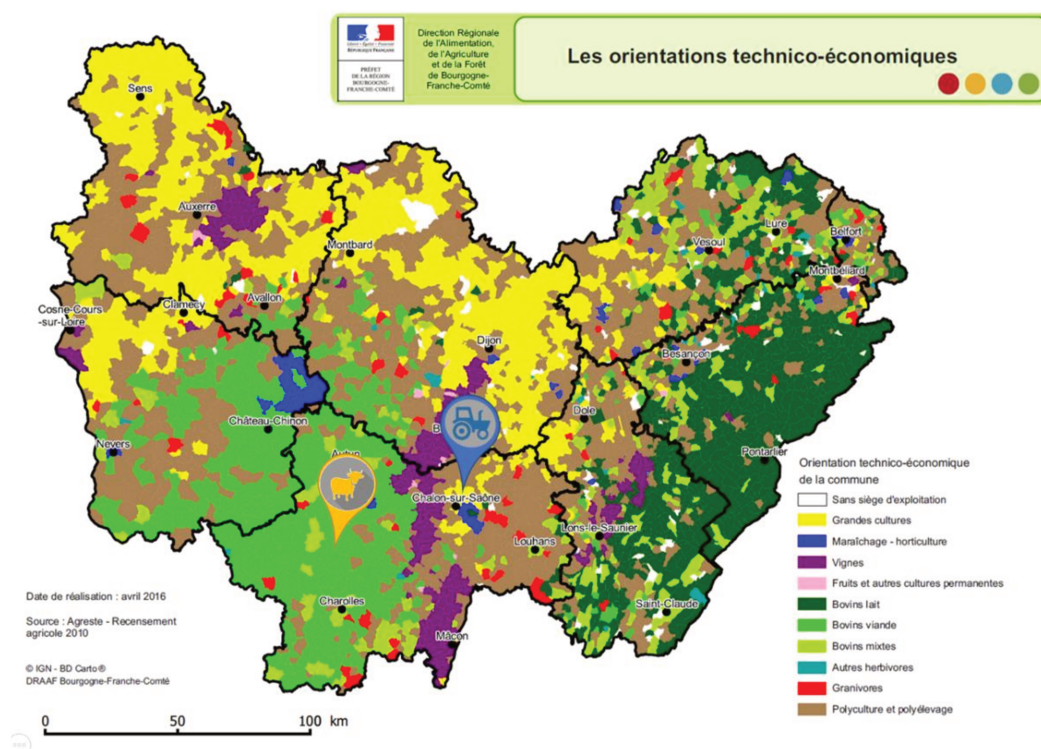 Liberté • Égalité • Fraternité
RÉPUBLIQUE FRANÇAISE
PRÉFET
DE LA RÉGION
BOURGOGNE-
FRANCHE-COMTÉ
Direction Régionale
de l'Alimentation,
de l'Agriculture
et de la Forêt
de Bourgogne-
Franche-Comté
Les orientations technico-économiques
Sens
Auxerre
Montbard
Lure
Vesoul
Belfort
Montbéliard
Avallon
Clamecy
Cosne-Cours
-sur-Loire
Dijon
Besançon
Dole
Château-Chinon
Nevers
B
Autun
Pontarlier
Chalon-sur-Saône
Lons-le-Saunier
Louhans
Charolles
Saint-Claude
Mâcon
Orientation technico-économique
de la commune
Sans siège d'exploitation
Grandes cultures
Maraîchage - horticulture
Vignes
Fruits et autres cultures permanentes
Bovins lait
Bovins viande
Bovins mixtes
Autres herbivores
Granivores
Polyculture et polyélevage
Date de réalisation : avril 2016
Source : Agreste - Recensement
agricole 2010
© IGN - BD Carto®
DRAAF Bourgogne-Franche-Comté
0 50 100 km